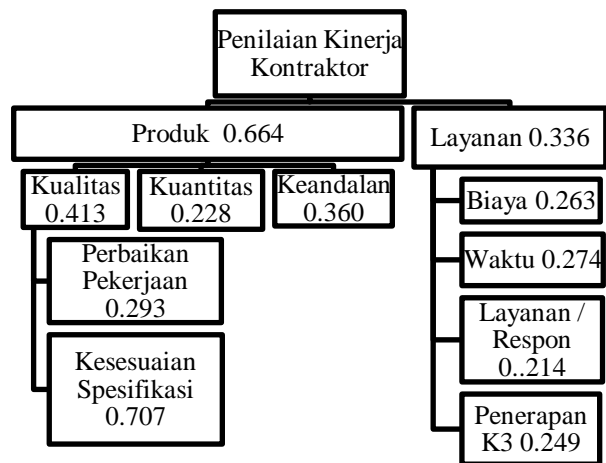 Penilaian Kinerja
Kontraktor
Produk 0.664
Layanan 0.336
Kualitas
0.413
Kuantitas
0.228
Keandalan
0.360
Perbaikan
Pekerjaan
0.293
Kesesuaian
Spesifikasi
0.707
Biaya 0.263
Waktu 0.274
Layanan /
Respon
0..214
Penerapan
K3 0.249